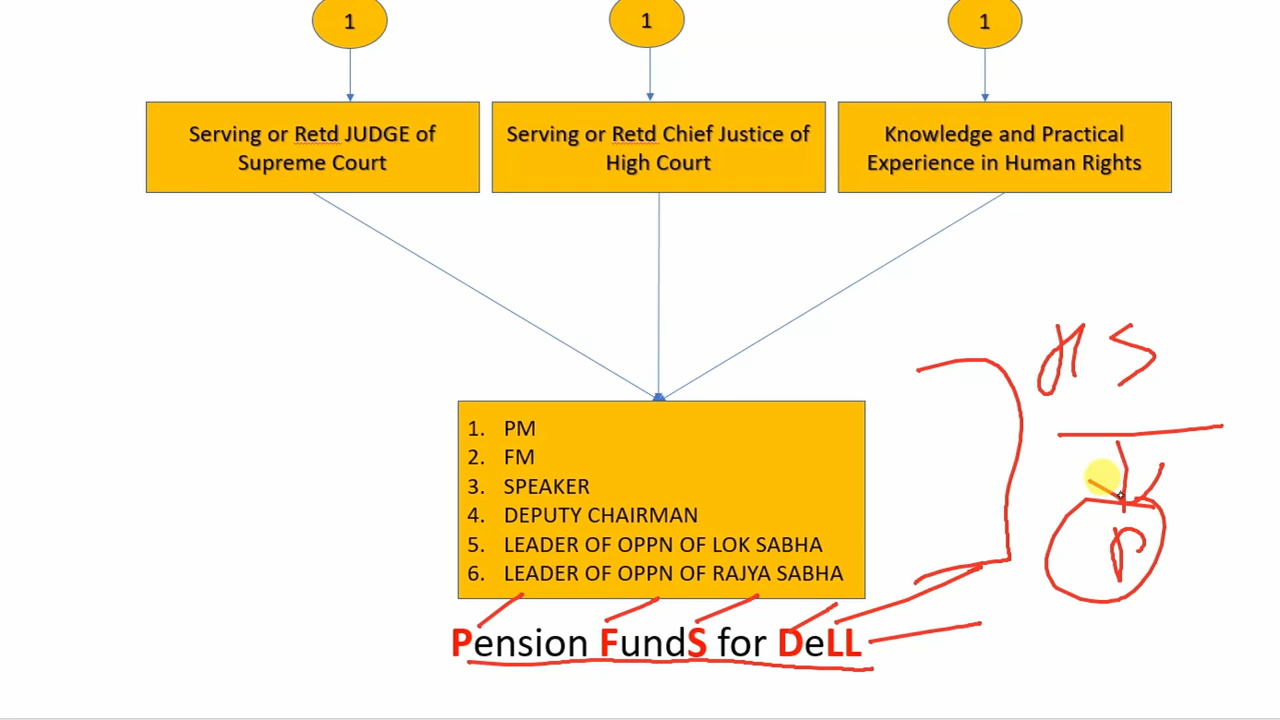 1
1
1
Serving or Retd JUDGE of
Supreme Court
Serving or Retd Chief Justice of
High Court
Knowledge and Practical
Experience in Human Rights
1. PM
2. FM
3. SPEAKER
4. DEPUTY CHAIRMAN
5. LEADER OF OPPN OF LOK SABHA
6. LEADER OF OPPN OF RAJYA SABHA
Pension FundS for DeLL
P